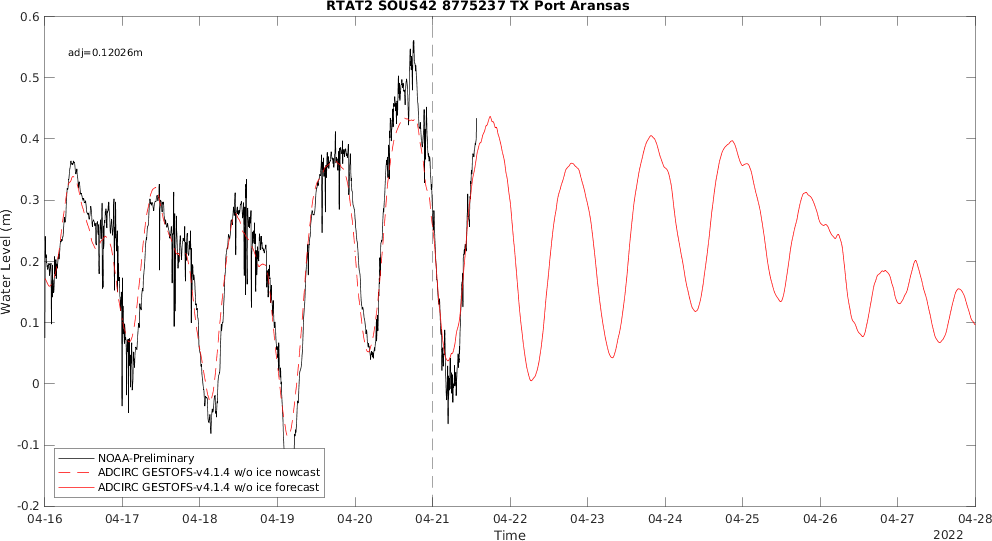 RTAT2 SOUS42 8775237 TX Port Aransas
adj=0.12026m
0.6
0.5
0.4
0.3
0.2
0.1
0
-0.1
-0.2
Water Level (m)
NOAA-Preliminary
ADCIRC GESTOFS-v4.1.4 w/o ice nowcast
ADCIRC GESTOFS-v4.1.4 w/o ice forecast
04-16 04-17 04-18 04-19 04-20 04-21 04-22 04-23 04-24 04-25 04-26 04-27 04-28
Time
2022